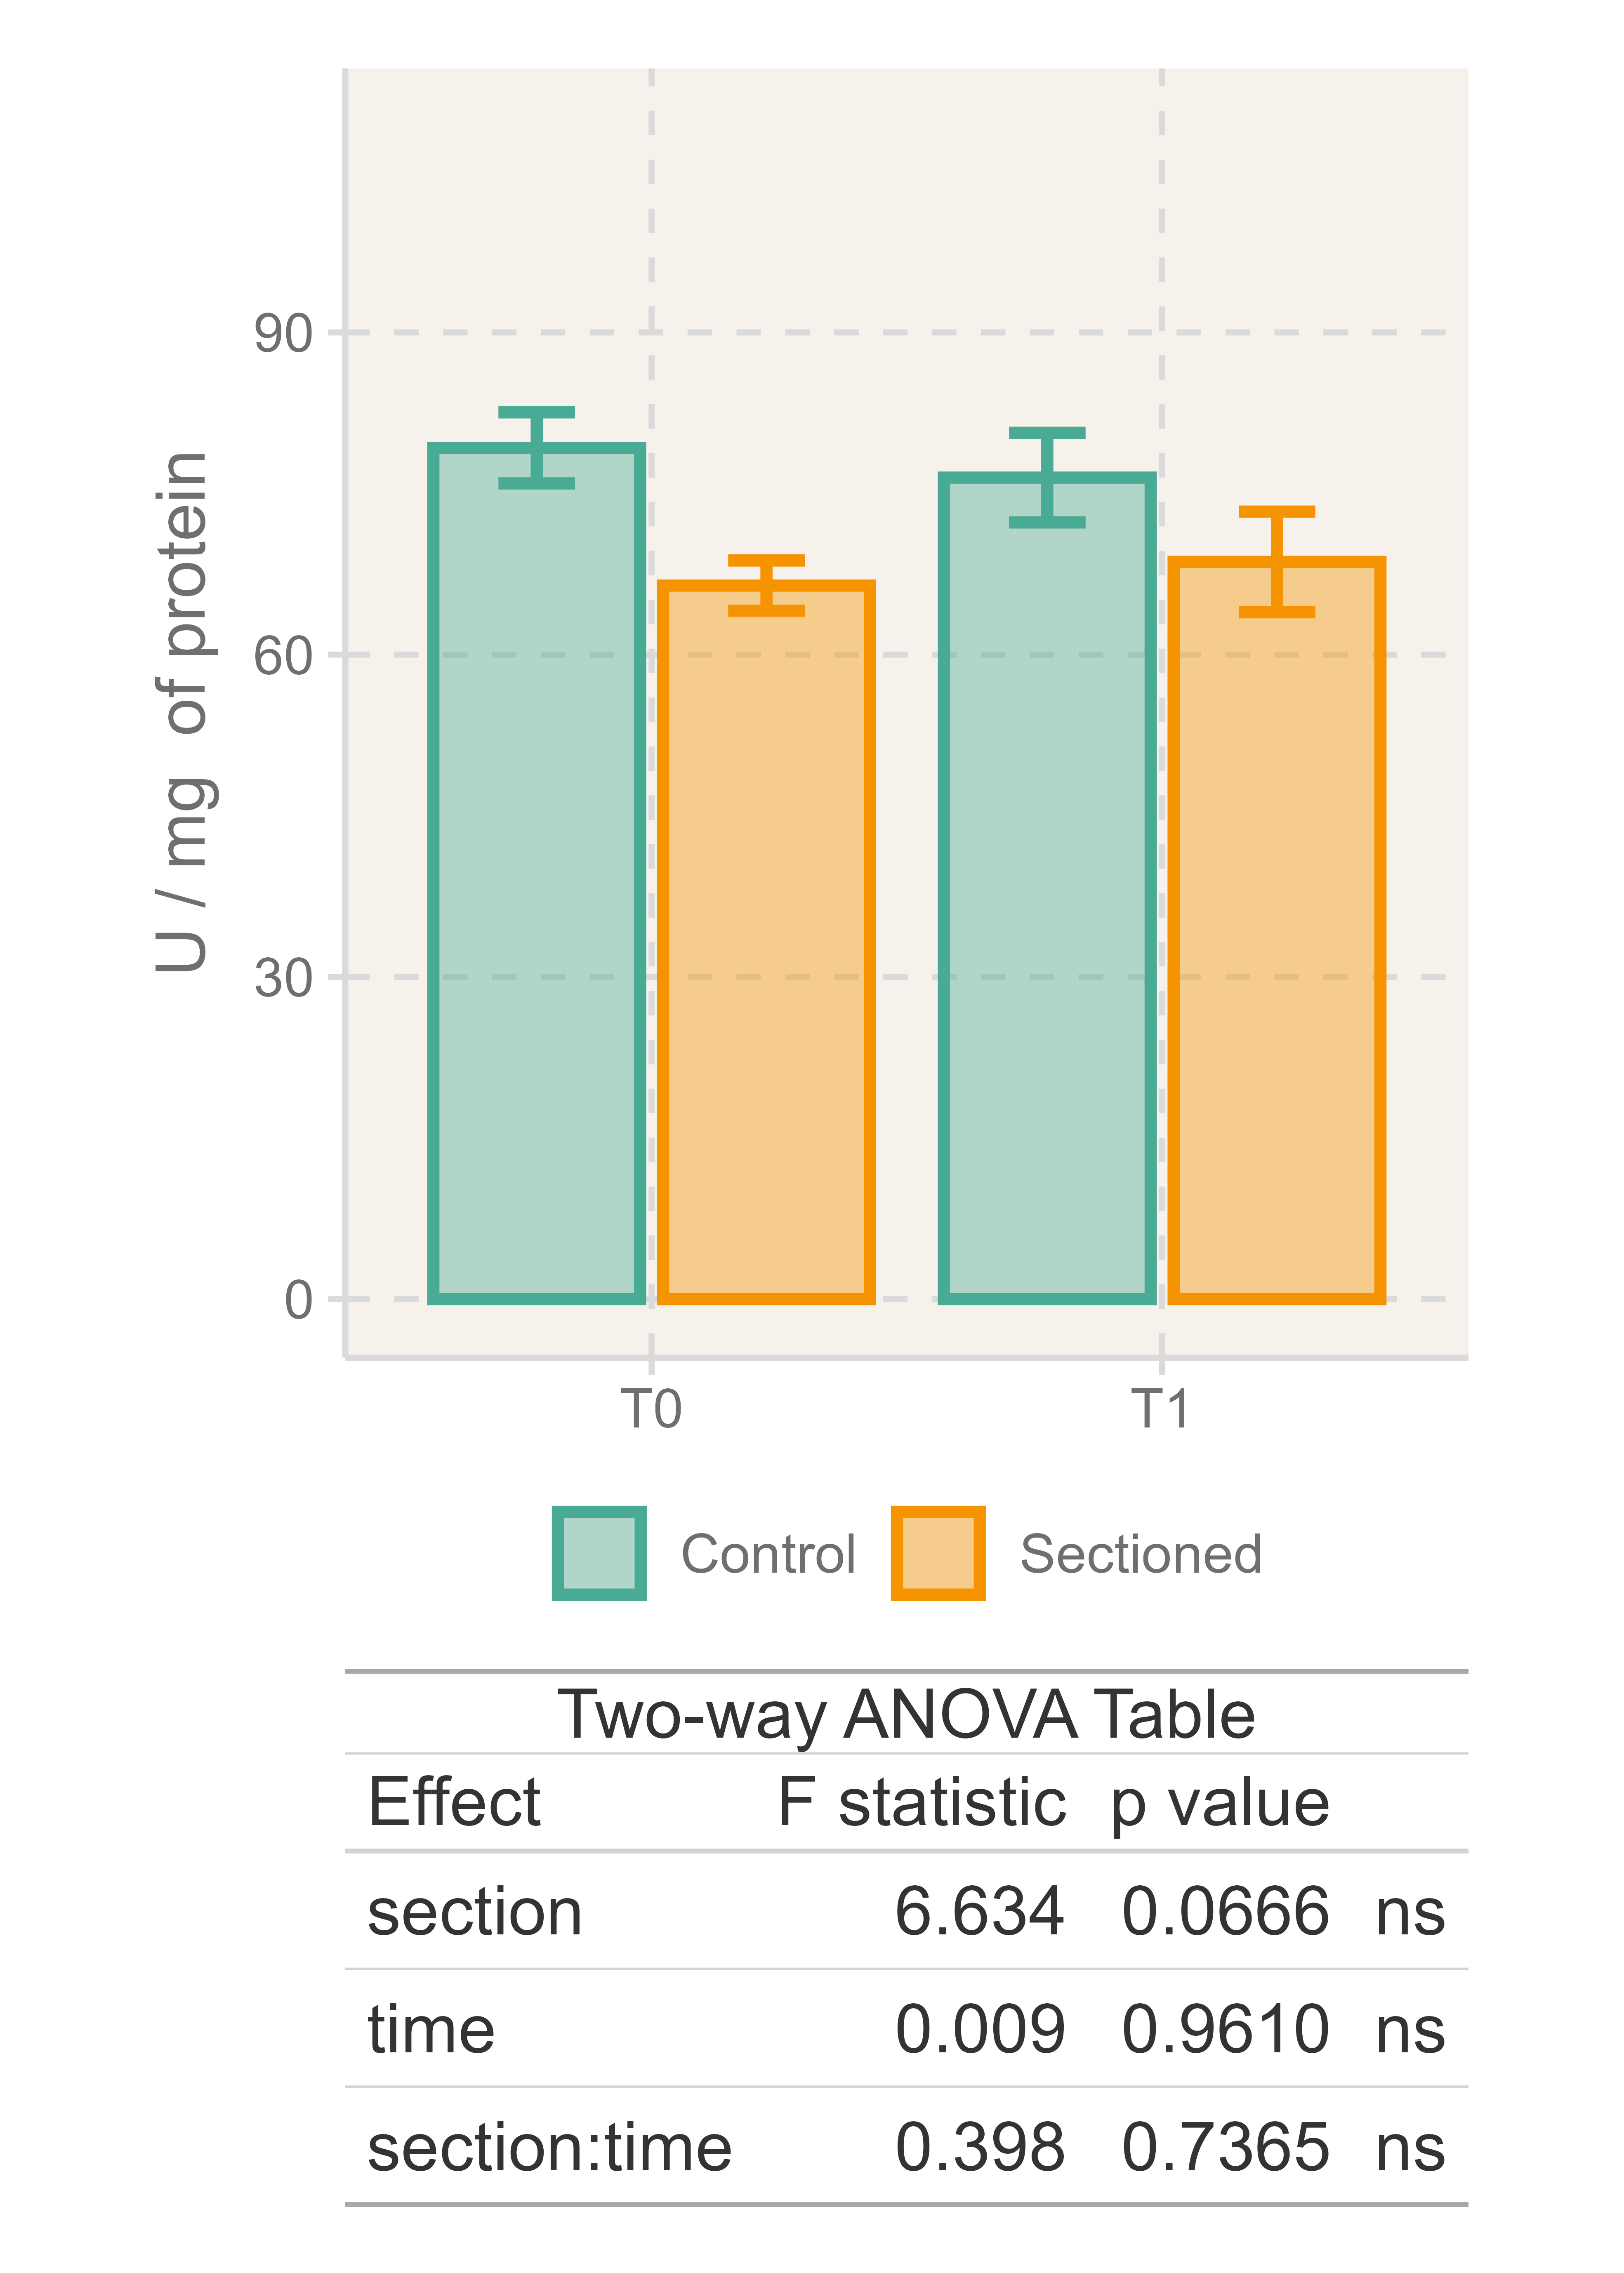 U / mg of protein
90
60
30
0
T0 T1
Control Sectioned
Two-way ANOVA Table
Effect F statistic p value
section 6.634 0.0666 ns
time 0.009 0.9610 ns
section:time 0.398 0.7365 ns